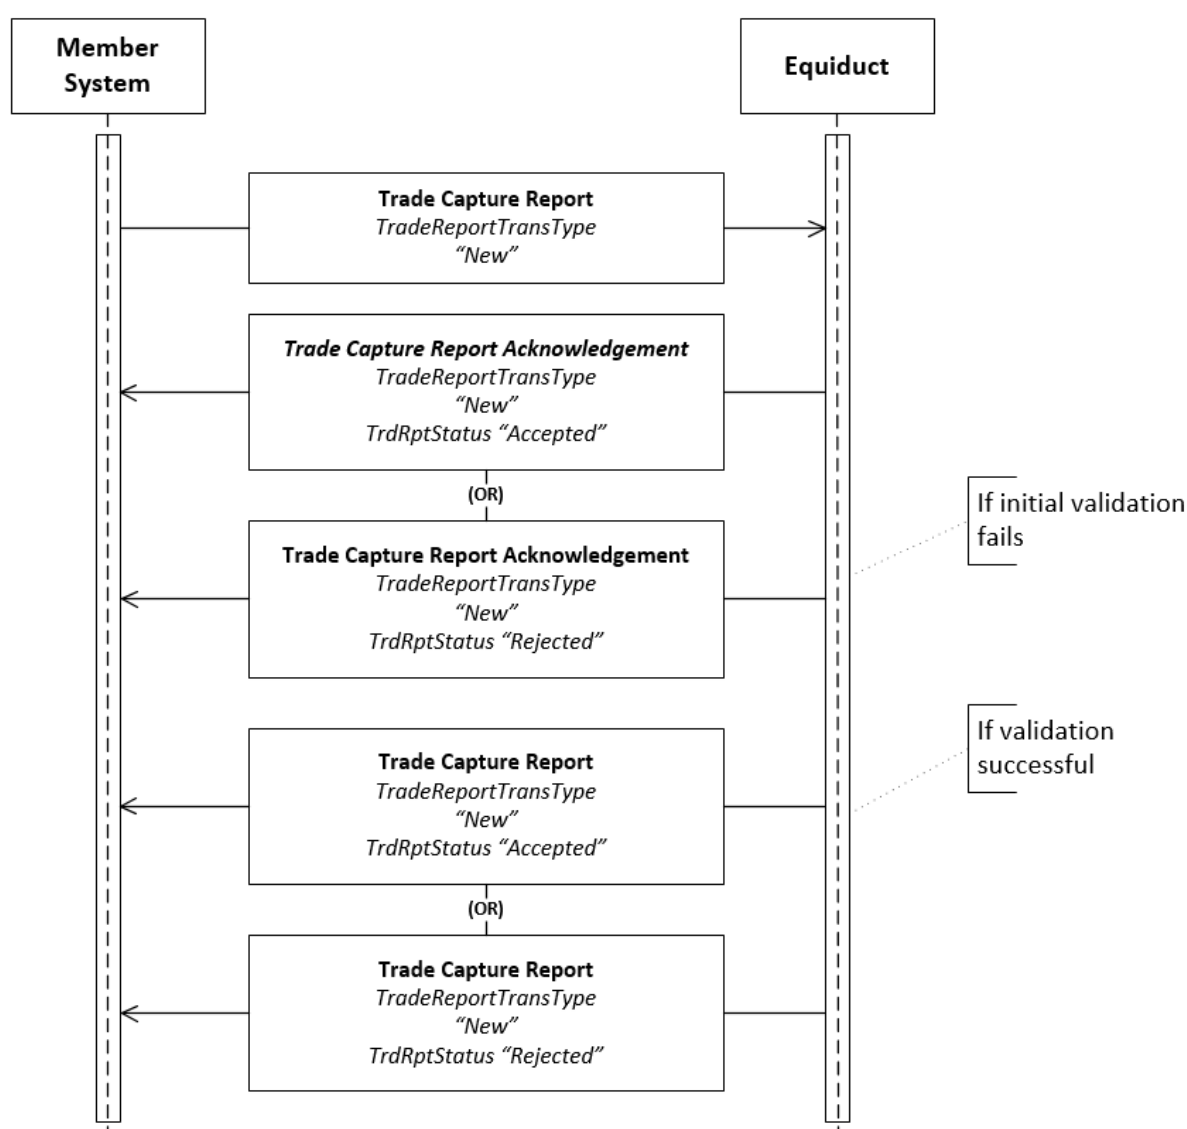 Member
System
Equiduct
Trade Capture Report
TradeReportTransType
“New”
Trade Capture Report Acknowledgement
TradeReportTransType
“New”
TrdRptStatus “Accepted”
(OR)
If initial validation
fails
Trade Capture Report Acknowledgement
TradeReportTransType
“New”
TrdRptStatus “Rejected”
If validation
successful
Trade Capture Report
TradeReportTransType
“New”
TrdRptStatus “Accepted”
(OR)
Trade Capture Report
TradeReportTransType
“New”
TrdRptStatus “Rejected”